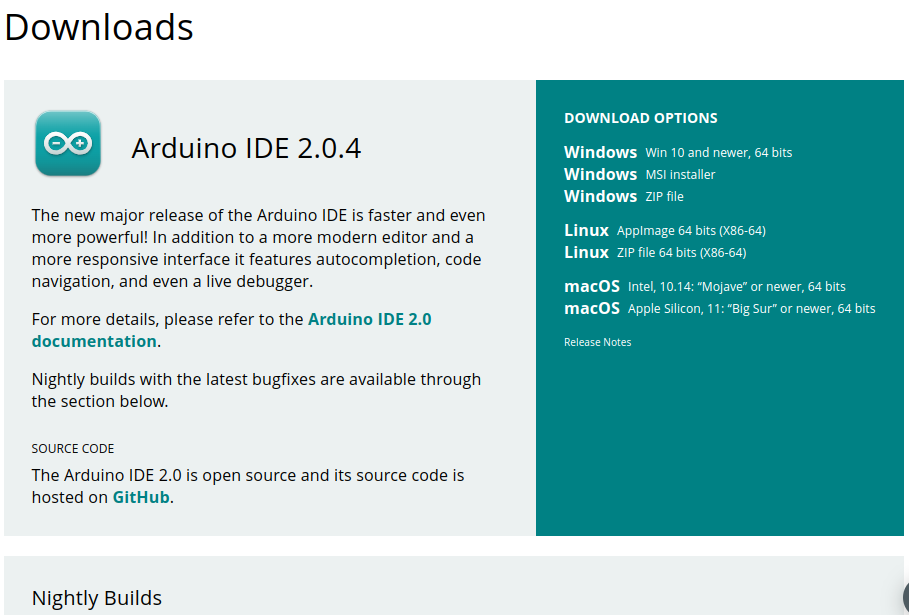 Downloads
Arduino IDE 2.0.4
The new major release of the Arduino IDE is faster and even
more powerful! In addition to a more modern editor and a
more responsive interface it features autocompletion, code
navigation, and even a live debugger.
For more details, please refer to the Arduino IDE 2.0
documentation.
Nightly builds with the latest bugfixes are available through
the section below.
SOURCE CODE
The Arduino IDE 2.0 is open source and its source code is
hosted on GitHub.
DOWNLOAD OPTIONS
Windows Win 10 and newer, 64 bits
Windows MSI installer
Windows ZIP file
Linux AppImage 64 bits (X86-64)
Linux ZIP file 64 bits (X86-64)
macOS Intel, 10.14: “Mojave” or newer, 64 bits
macOS Apple Silicon, 11: “Big Sur” or newer, 64 bits
Release Notes
Nightly Builds